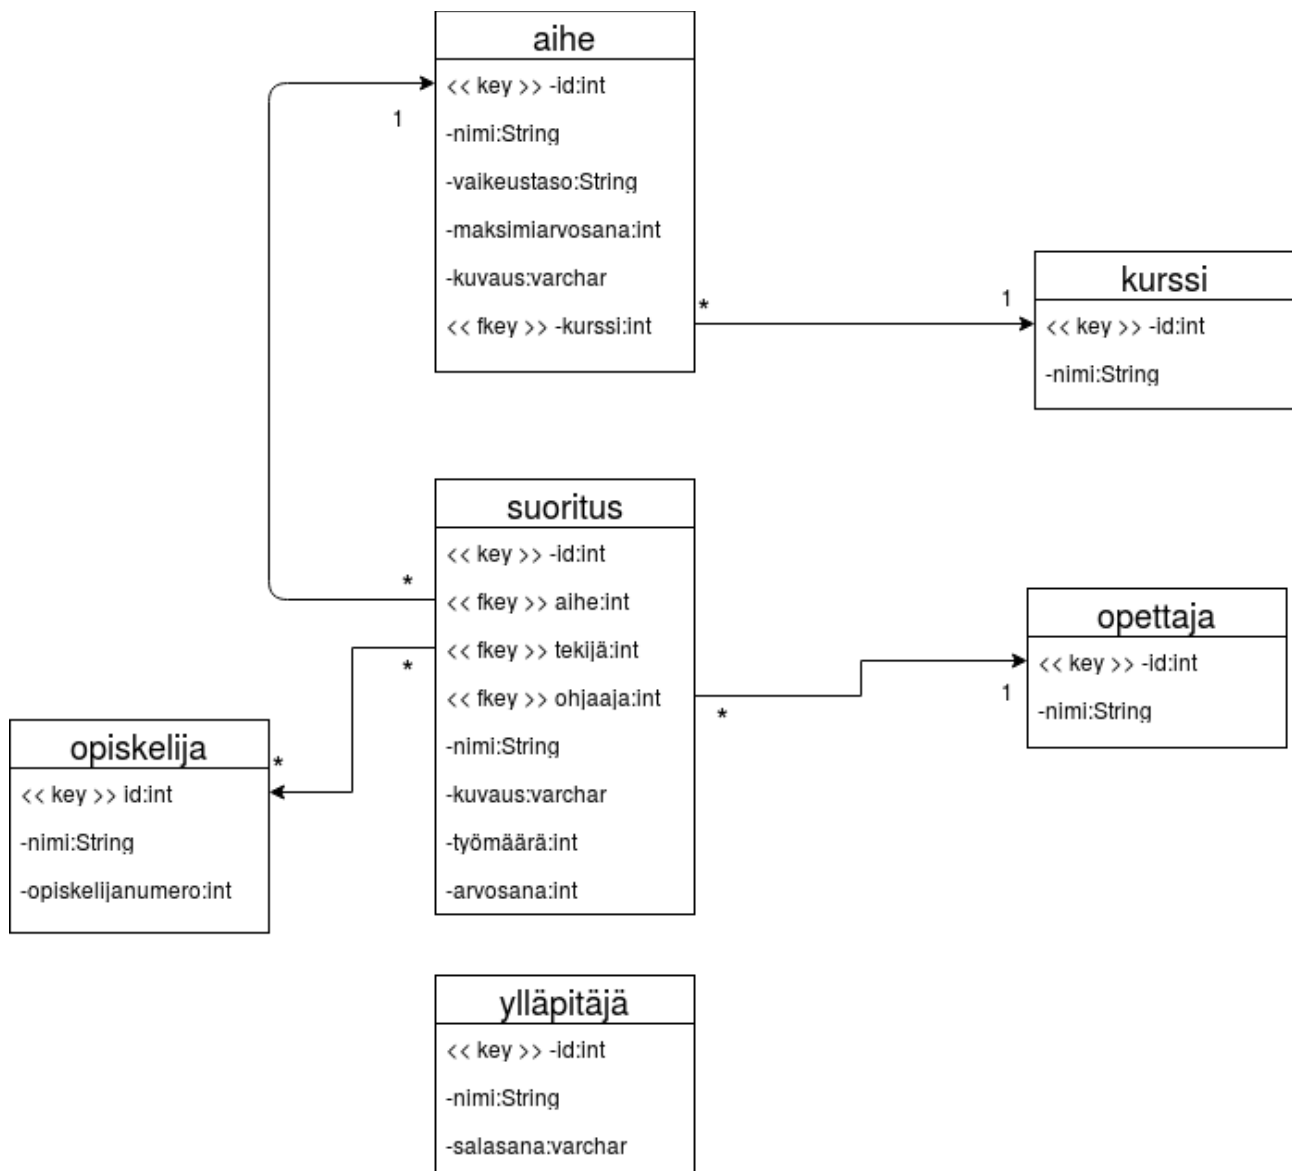 aihe
<< key >> -id:int
-nimi:String
-vaikeustaso:String
-maksimiarvosana:int
-kuvaus:varchar
<< fkey >> -kurssi:int
1
*
1
kurssi
<< key >> -id:int
-nimi:String
suoritus
<< key >> -id:int
<< fkey >> aihe:int
<< fkey >> tekijä:int
<< fkey >> ohjaaja:int
-nimi:String
-kuvaus:varchar
-työmäärä:int
-arvosana:int
*
*
*
1
opettaja
<< key >> -id:int
-nimi:String
*
opiskelija
<< key >> id:int
-nimi:String
-opiskelijanumero:int
ylläpitäjä
<< key >> -id:int
-nimi:String
-salasana:varchar